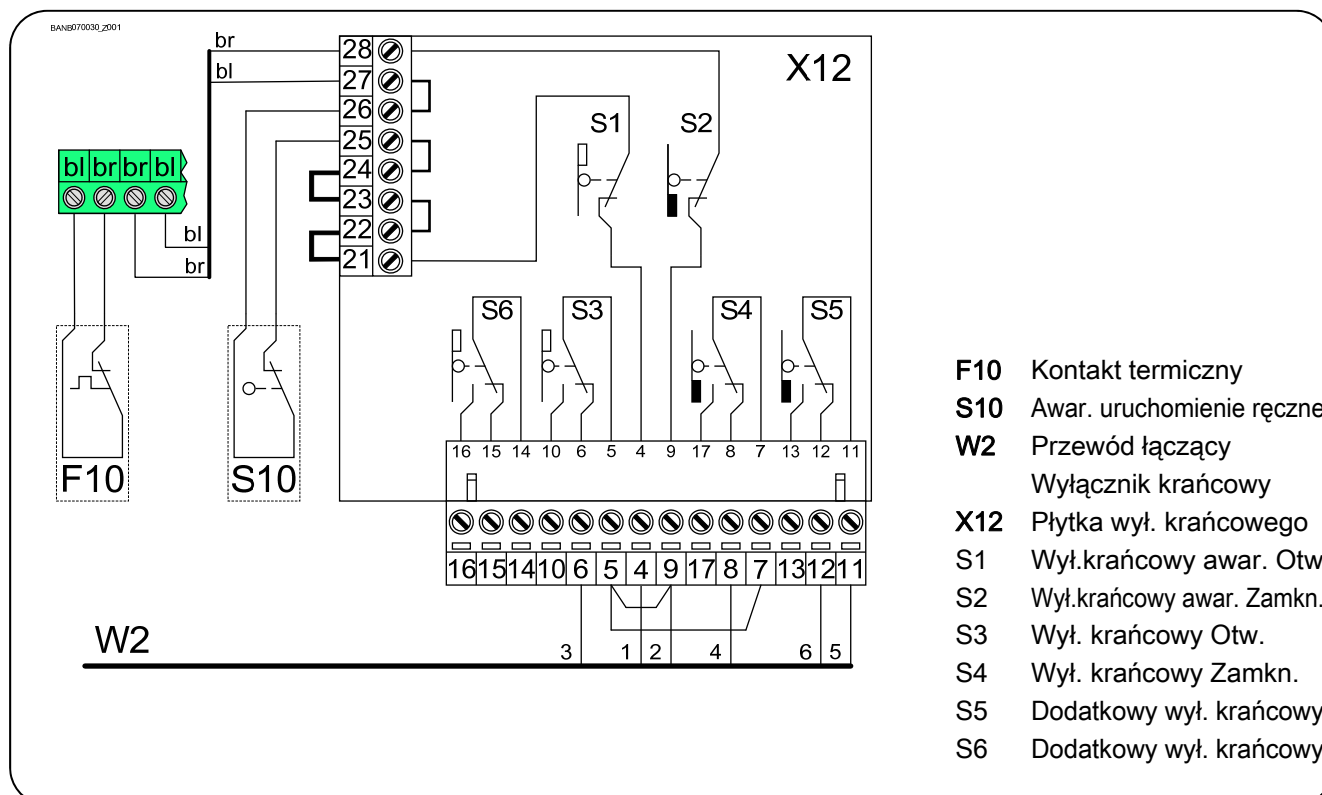 BANB070030_Z001
br
bl
28
27
26
25
24
23
22
21
X12
S1
S2
bl br br bl
bl
br
S6
S3
S4
S5
F10
S10
16 15 14 10 6 5 4 9 17 8 7 13 12 11
16 15 14 10 6 5 4 9 17 8 7 13 12 11
W2
3 1 2 4 6 5
F10 Kontakt termiczny
S10 Awar. uruchomienie ręczne
W2 Przewód łączący
Wyłącznik krańcowy
X12 Płytka wył. krańcowego
S1 Wył.krańcowy awar. Otw
S2 Wył.krańcowy awar. Zamkn.
S3 Wył. krańcowy Otw.
S4 Wył. krańcowy Zamkn.
S5 Dodatkowy wył. krańcowy
S6 Dodatkowy wył. krańcowy